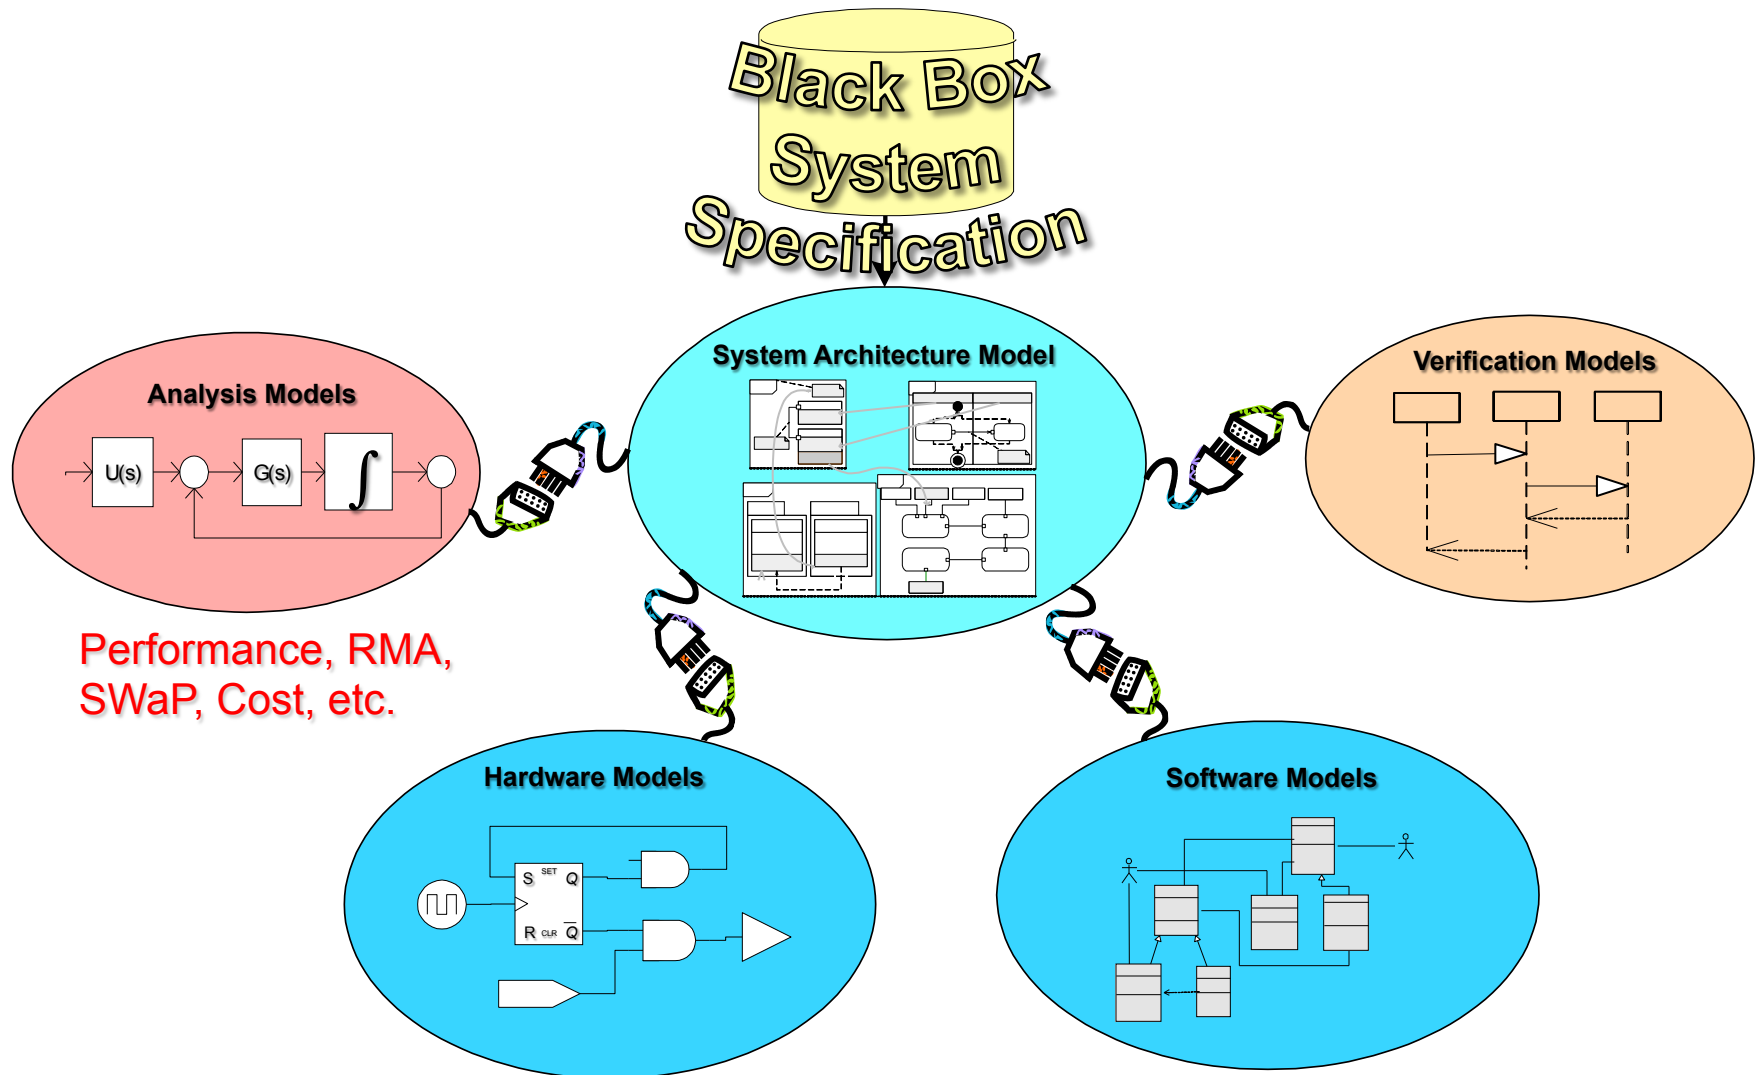 Black Box
System
Specification
System Architecture Model
Analysis Models
U(s)
G(s)
∫
Verification Models
Performance, RMA,
SWaP, Cost, etc.
Hardware Models
S SET Q
R CLR Q̅
Software Models